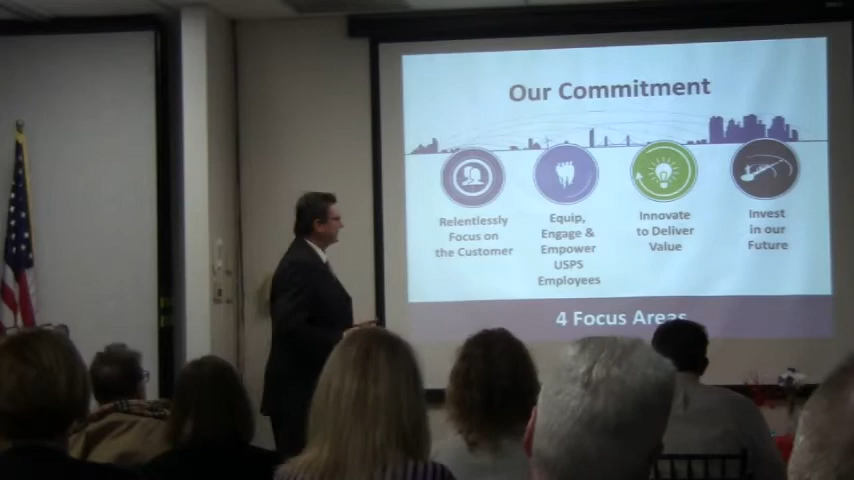 Our Commitment
Relentlessly
Focus on
the Customer
Equip,
Engage &
Empower
USPS
Employees
Innovate
to Deliver
Value
Invest
in our
Future
4 Focus Areas